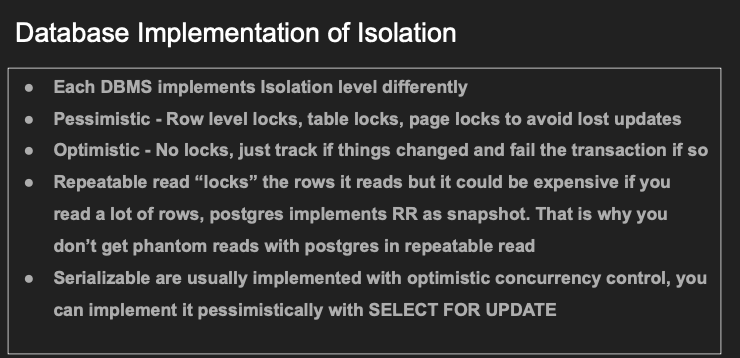 Database Implementation of Isolation
● Each DBMS implements Isolation level differently
● Pessimistic - Row level locks, table locks, page locks to avoid lost updates
● Optimistic - No locks, just track if things changed and fail the transaction if so
● Repeatable read “locks” the rows it reads but it could be expensive if you
read a lot of rows, postgres implements RR as snapshot. That is why you
don’t get phantom reads with postgres in repeatable read
● Serializable are usually implemented with optimistic concurrency control, you
can implement it pessimistically with SELECT FOR UPDATE